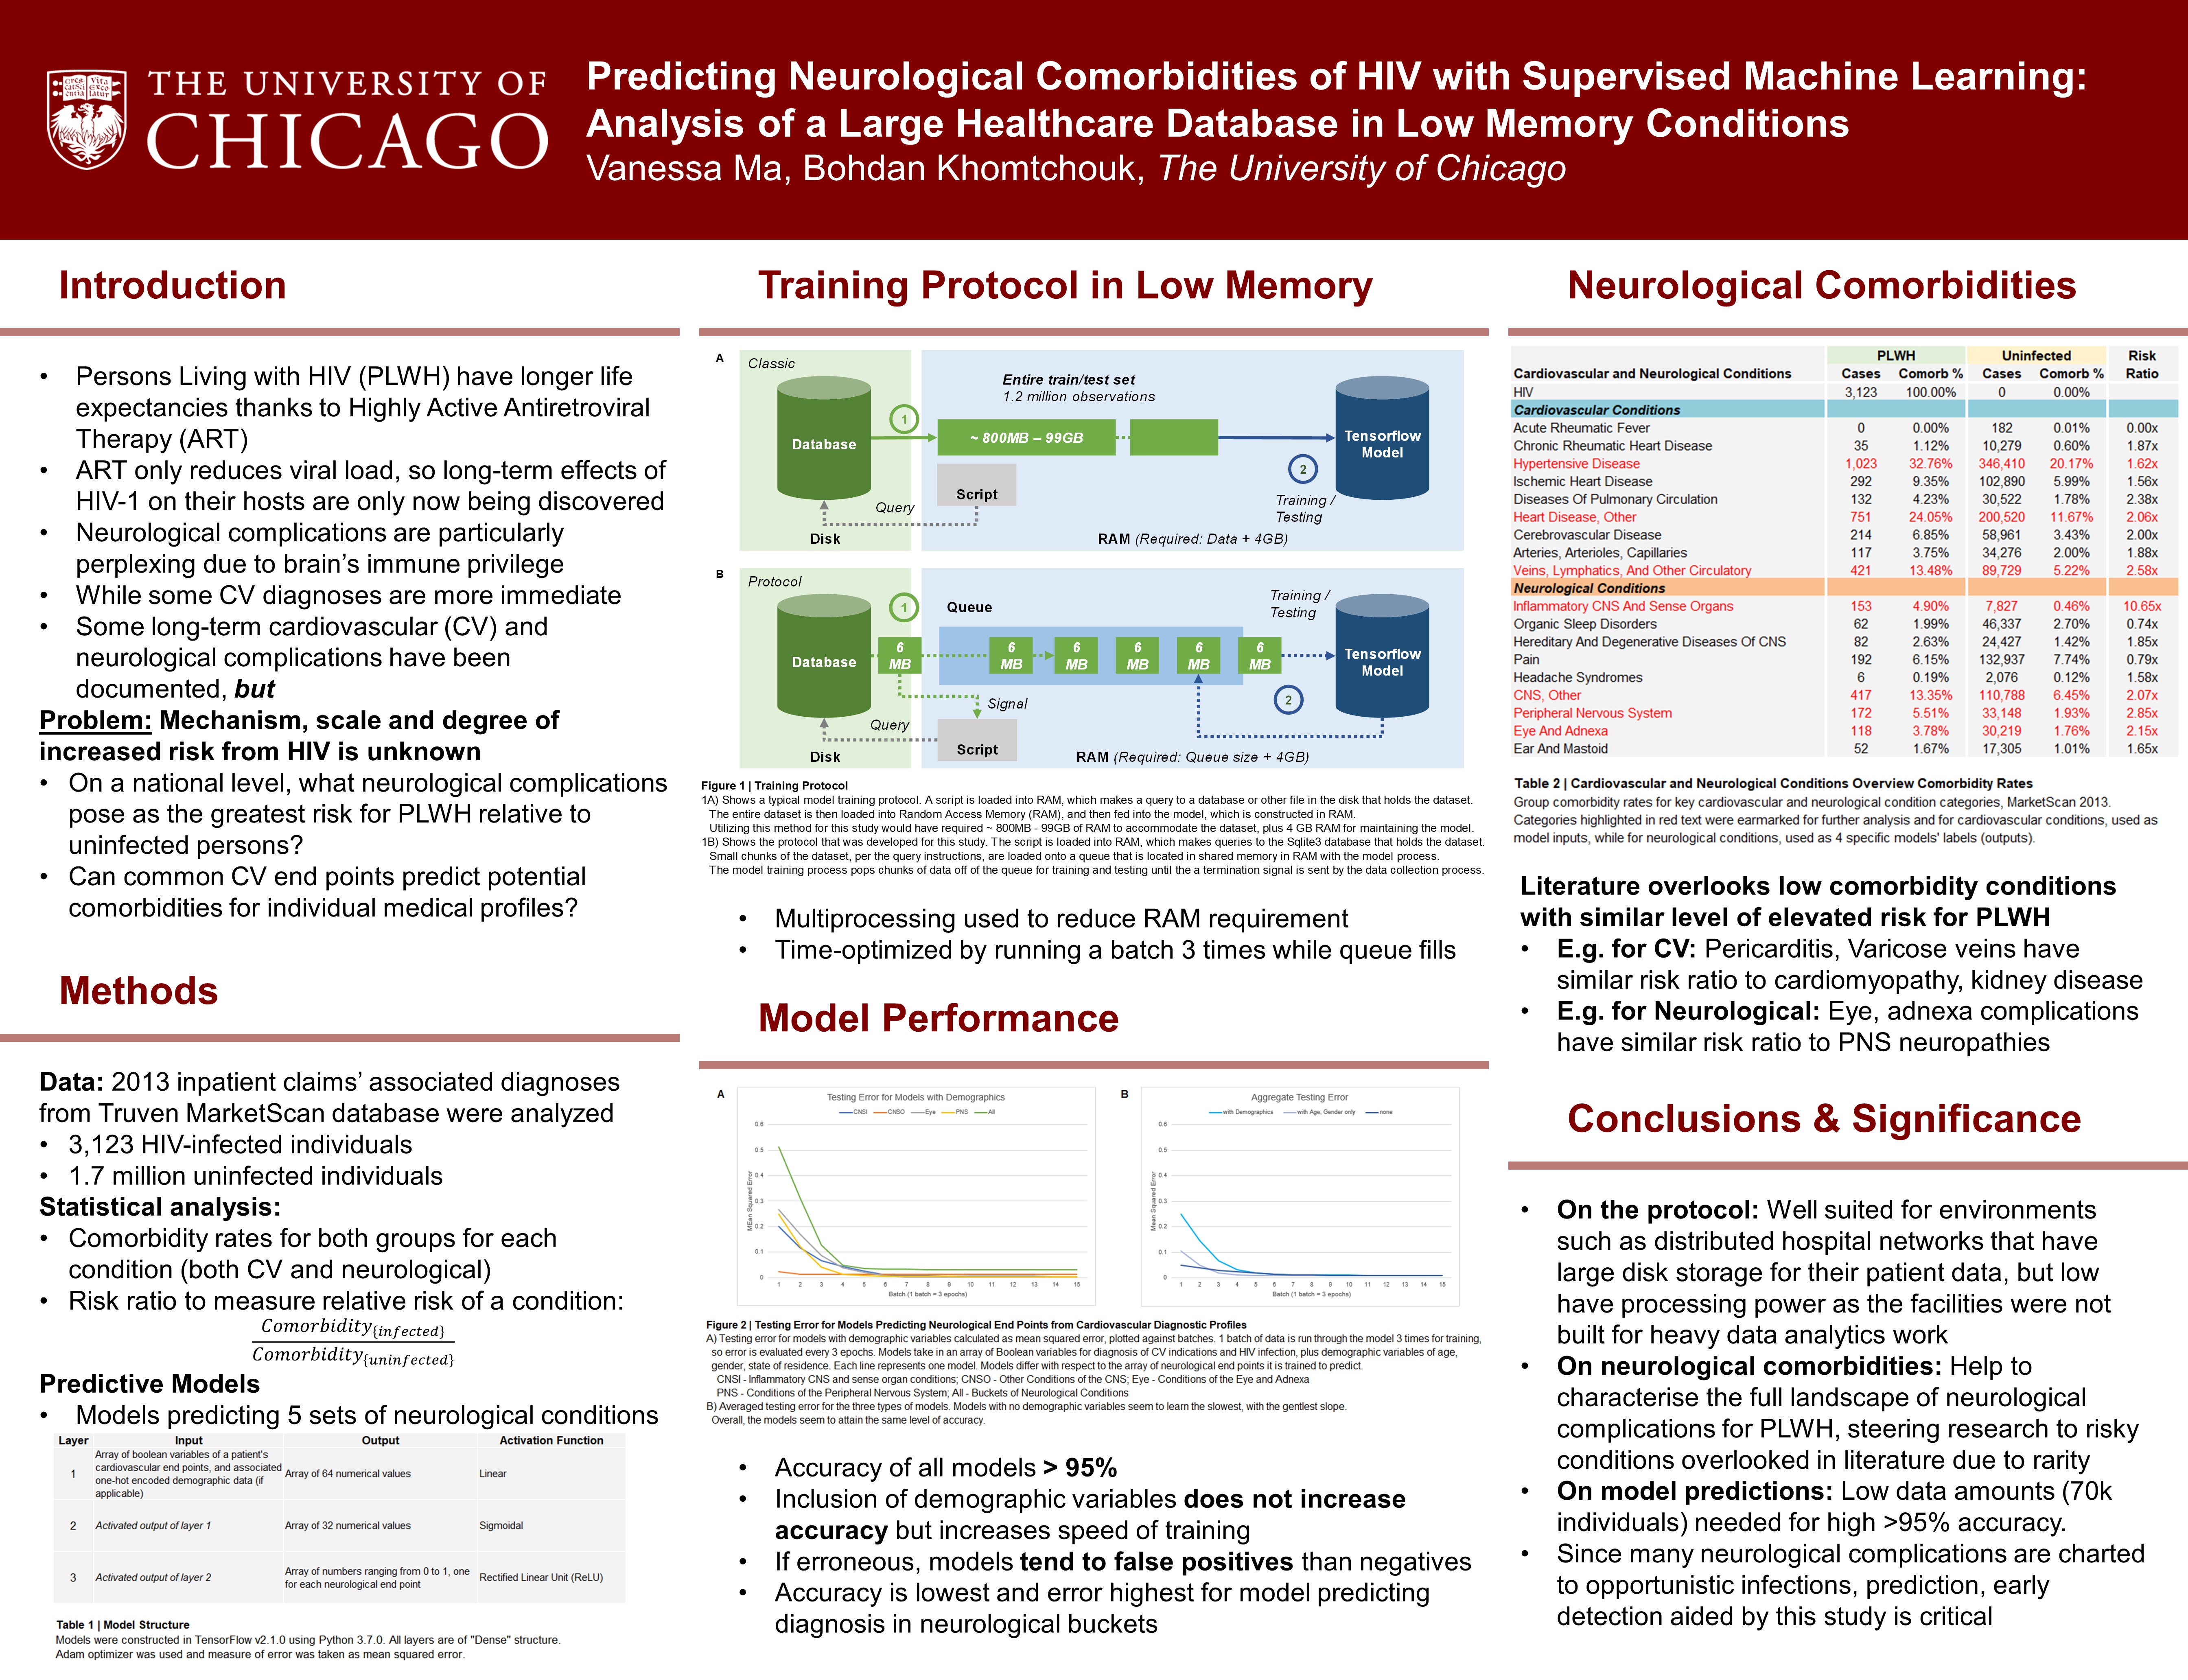 THE UNIVERSITY OF
CHICAGO
Predicting Neurological Comorbidities of HIV with Supervised Machine Learning:
Analysis of a Large Healthcare Database in Low Memory Conditions
Vanessa Ma, Bohdan Khomtchouk, The University of Chicago
Introduction
• Persons Living with HIV (PLWH) have longer life
expectancies thanks to Highly Active Antiretroviral
Therapy (ART)
• ART only reduces viral load, so long-term effects of
HIV-1 on their hosts are only now being discovered
• Neurological complications are particularly
perplexing due to brain's immune privilege
• While some CV diagnoses are more immediate
• Some long-term cardiovascular (CV) and
neurological complications have been
documented, but
Problem: Mechanism, scale and degree of
increased risk from HIV is unknown
• On a national level, what neurological complications
pose as the greatest risk for PLWH relative to
uninfected persons?
• Can common CV end points predict potential
comorbidities for individual medical profiles?
Methods
Data: 2013 inpatient claims' associated diagnoses
from Truven MarketScan database were analyzed
• 3,123 HIV-infected individuals
• 1.7 million uninfected individuals
Statistical analysis:
• Comorbidity rates for both groups for each
condition (both CV and neurological)
• Risk ratio to measure relative risk of a condition:
Comorbidity{infected}
Comorbidity{uninfected}
Predictive Models
• Models predicting 5 sets of neurological conditions
Layer Input Output Activation Function
1 Array of boolean variables of a patient's
cardiovascular end points, and associated
one-hot encoded demographic data (if
applicable) Array of 64 numerical values Linear
2 Activated output of layer 1 Array of 32 numerical values Sigmoidal
3 Activated output of layer 2 Array of numbers ranging from 0 to 1, one
for each neurological end point Rectified Linear Unit (ReLU)
Table 1 | Model Structure
Models were constructed in TensorFlow v2.1.0 using Python 3.7.0. All layers are of "Dense" structure.
Adam optimizer was used and measure of error was taken as mean squared error.
Training Protocol in Low Memory
A
Classic
Database
Disk
1
Entire train/test set
1.2 million observations
~ 800MB – 99GB
Script
Query
2
Training /
Testing
Tensorflow
Model
RAM (Required: Data + 4GB)
B
Protocol
Database
Disk
1
Queue
6
MB
6
MB
6
MB
6
MB
6
MB
6
MB
Training /
Testing
Signal
Query
Script
2
Tensorflow
Model
RAM (Required: Queue size + 4GB)
Figure 1 | Training Protocol
1A) Shows a typical model training protocol. A script is loaded into RAM, which makes a query to a database or other file in the disk that holds the dataset.
The entire dataset is then loaded into Random Access Memory (RAM), and then fed into the model, which is constructed in RAM.
Utilizing this method for this study would have required ~ 800MB - 99GB of RAM to accommodate the dataset, plus 4 GB RAM for maintaining the model.
1B) Shows the protocol that was developed for this study. The script is loaded into RAM, which makes queries to the Sqlite3 database that holds the dataset.
Small chunks of the dataset, per the query instructions, are loaded onto a queue that is located in shared memory in RAM with the model process.
The model training process pops chunks of data off of the queue for training and testing until the a termination signal is sent by the data collection process.
• Multiprocessing used to reduce RAM requirement
• Time-optimized by running a batch 3 times while queue fills
Model Performance
A
Testing Error for Models with Demographics
CNSI CNSO Eye PNS All
MEan Squared Error
0.6
0.5
0.4
0.3
0.2
0.1
0
1 2 3 4 5 6 7 8 9 10 11 12 13 14 15
Batch (1 batch = 3 epochs)
B
Aggregate Testing Error
with Demographics with Age, Gender only none
Mean Squared Error
0.6
0.5
0.4
0.3
0.2
0.1
0
1 2 3 4 5 6 7 8 9 10 11 12 13 14 15
Batch (1 batch = 3 epochs)
Figure 2 | Testing Error for Models Predicting Neurological End Points from Cardiovascular Diagnostic Profiles
A) Testing error for models with demographic variables calculated as mean squared error, plotted against batches. 1 batch of data is run through the model 3 times for training,
so error is evaluated every 3 epochs. Models take in an array of Boolean variables for diagnosis of CV indications and HIV infection, plus demographic variables of age,
gender, state of residence. Each line represents one model. Models differ with respect to the array of neurological end points it is trained to predict.
CNSI - Inflammatory CNS and sense organ conditions; CNSO - Other Conditions of the CNS; Eye - Conditions of the Eye and Adnexa
PNS - Conditions of the Peripheral Nervous System; All - Buckets of Neurological Conditions
B) Averaged testing error for the three types of models. Models with no demographic variables seem to learn the slowest, with the gentlest slope.
Overall, the models seem to attain the same level of accuracy.
• Accuracy of all models > 95%
• Inclusion of demographic variables does not increase
accuracy but increases speed of training
• If erroneous, models tend to false positives than negatives
• Accuracy is lowest and error highest for model predicting
diagnosis in neurological buckets
Neurological Comorbidities
PLWH Uninfected Risk
Cardiovascular and Neurological Conditions Cases Comorb % Cases Comorb % Ratio
HIV 3,123 100.00% 0 0.00%
Cardiovascular Conditions
Acute Rheumatic Fever 0 0.00% 182 0.01% 0.00x
Chronic Rheumatic Heart Disease 35 1.12% 10,279 0.60% 1.87x
Hypertensive Disease 1,023 32.76% 346,410 20.17% 1.62x
Ischemic Heart Disease 292 9.35% 102,890 5.99% 1.56x
Diseases Of Pulmonary Circulation 132 4.23% 30,522 1.78% 2.38x
Heart Disease, Other 751 24.05% 200,520 11.67% 2.06x
Cerebrovascular Disease 214 6.85% 58,961 3.43% 2.00x
Arteries, Arterioles, Capillaries 117 3.75% 34,276 2.00% 1.88x
Veins, Lymphatics, And Other Circulatory 421 13.48% 89,729 5.22% 2.58x
Neurological Conditions
Inflammatory CNS And Sense Organs 153 4.90% 7,827 0.46% 10.65x
Organic Sleep Disorders 62 1.99% 46,337 2.70% 0.74x
Hereditary And Degenerative Diseases Of CNS 82 2.63% 24,427 1.42% 1.85x
Pain 192 6.15% 132,937 7.74% 0.79x
Headache Syndromes 6 0.19% 2,076 0.12% 1.58x
CNS, Other 417 13.35% 110,788 6.45% 2.07x
Peripheral Nervous System 172 5.51% 33,148 1.93% 2.85x
Eye And Adnexa 118 3.78% 30,219 1.76% 2.15x
Ear And Mastoid 52 1.67% 17,305 1.01% 1.65x
Table 2 | Cardiovascular and Neurological Conditions Overview Comorbidity Rates
Group comorbidity rates for key cardiovascular and neurological condition categories, MarketScan 2013.
Categories highlighted in red text were earmarked for further analysis and for cardiovascular conditions, used as
model inputs, while for neurological conditions, used as 4 specific models' labels (outputs).
Literature overlooks low comorbidity conditions
with similar level of elevated risk for PLWH
• E.g. for CV: Pericarditis, Varicose veins have
similar risk ratio to cardiomyopathy, kidney disease
• E.g. for Neurological: Eye, adnexa complications
have similar risk ratio to PNS neuropathies
Conclusions & Significance
• On the protocol: Well suited for environments
such as distributed hospital networks that have
large disk storage for their patient data, but low
have processing power as the facilities were not
built for heavy data analytics work
• On neurological comorbidities: Help to
characterise the full landscape of neurological
complications for PLWH, steering research to risky
conditions overlooked in literature due to rarity
• On model predictions: Low data amounts (70k
individuals) needed for high >95% accuracy.
• Since many neurological complications are charted
to opportunistic infections, prediction, early
detection aided by this study is critical